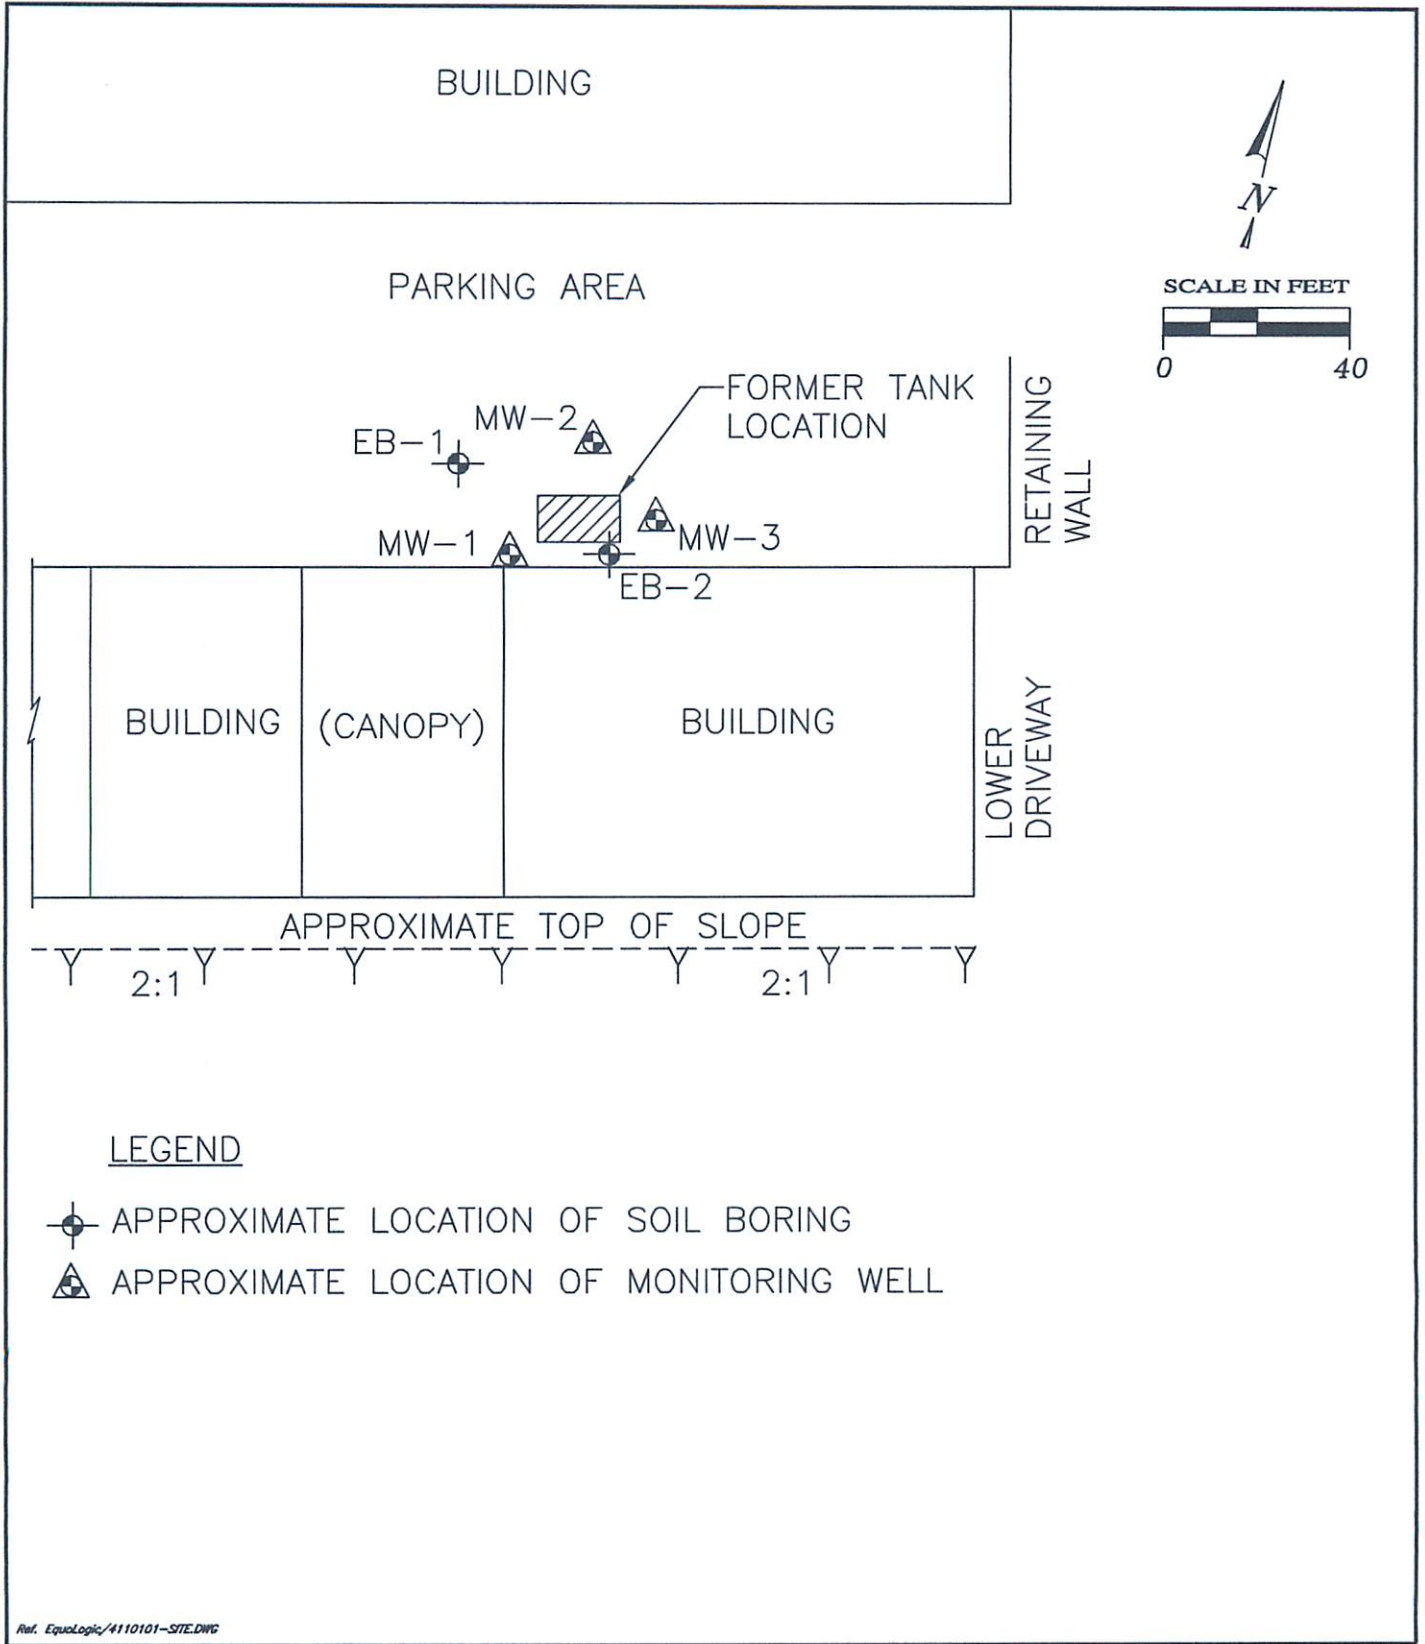 BUILDING
N
PARKING AREA
SCALE IN FEET
0 40
FORMER TANK
LOCATION
RETAINING
WALL
MW-2
EB-1
MW-1
MW-3
EB-2
BUILDING
(CANOPY)
BUILDING
LOWER
DRIVEWAY
APPROXIMATE TOP OF SLOPE
2:1
2:1
LEGEND
APPROXIMATE LOCATION OF SOIL BORING
APPROXIMATE LOCATION OF MONITORING WELL
Ref. EquoLogic/4110101-SITE.DWG